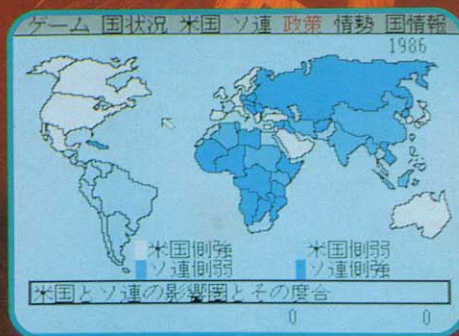 ゲーム 国状況 米国 ソ連 政策 情勢 国情報
1986
米国側強 米国側弱
ソ連側弱 ソ連側強
米国とソ連の影響圏とその度合
0 0